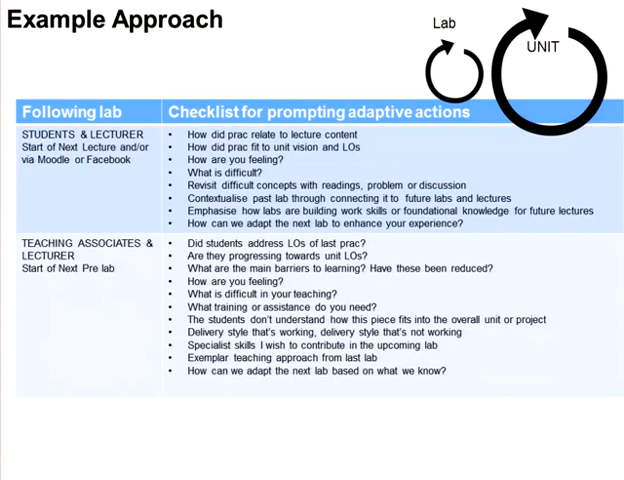 Example Approach
Lab
UNIT
Following lab
Checklist for prompting adaptive actions
STUDENTS & LECTURER
Start of Next Lecture and/or
via Moodle or Facebook
• How did prac relate to lecture content
• How did prac fit to unit vision and LOs
• How are you feeling?
• What is difficult?
• Revisit difficult concepts with readings, problem or discussion
• Contextualise past lab through connecting it to future labs and lectures
• Emphasise how labs are building work skills or foundational knowledge for future lectures
• How can we adapt the next lab to enhance your experience?
TEACHING ASSOCIATES &
LECTURER
Start of Next Pre lab
• Did students address LOs of last prac?
• Are they progressing towards unit LOs?
• What are the main barriers to learning? Have these been reduced?
• How are you feeling?
• What is difficult in your teaching?
• What training or assistance do you need?
• The students don't understand how this piece fits into the overall unit or project
• Delivery style that's working, delivery style that's not working
• Specialist skills I wish to contribute in the upcoming lab
• Exemplar teaching approach from last lab
• How can we adapt the next lab based on what we know?